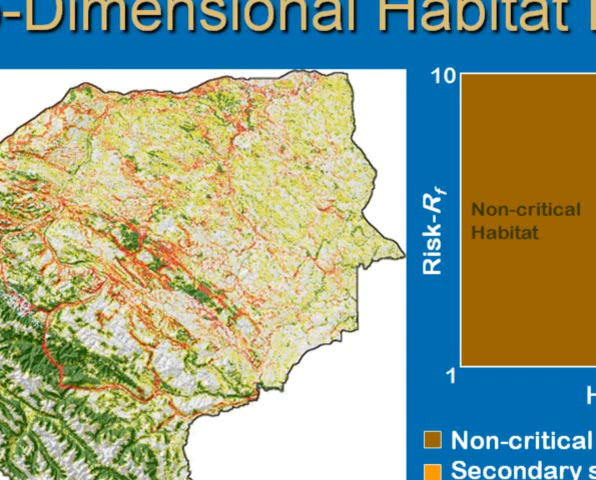 -Dimensional Habitat
10
Risk-Rf
Non-critical
Habitat
1
H
Non-critical
Secondary s